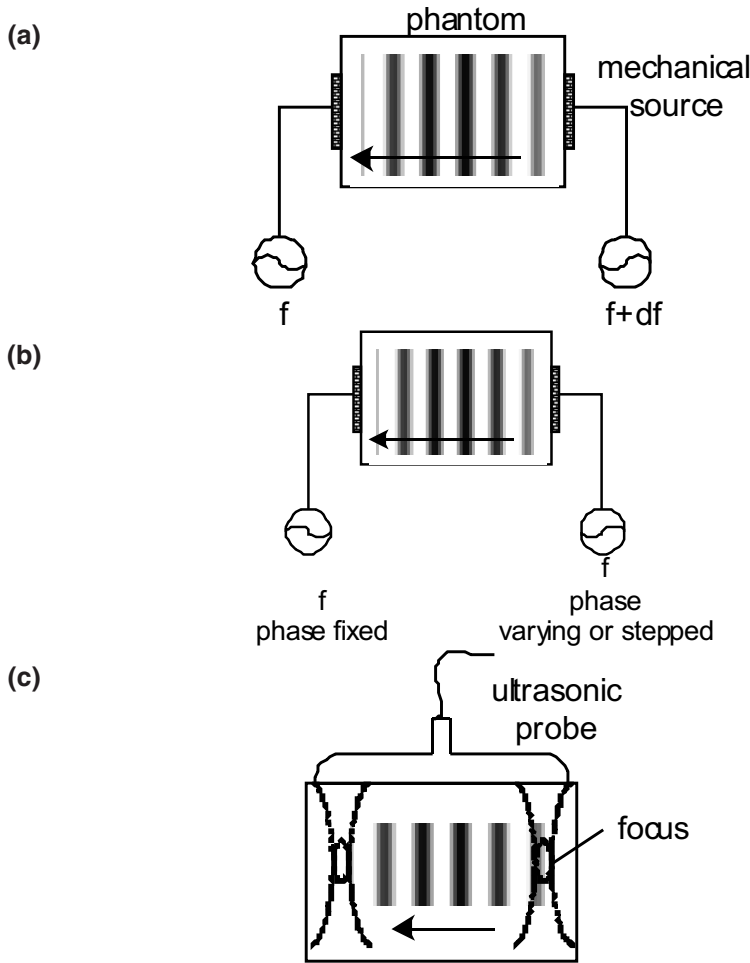 (a)
phantom
mechanical
source
f
f+df
(b)
f
phase fixed
f
phase
varying or stepped
(c)
ultrasonic
probe
focus